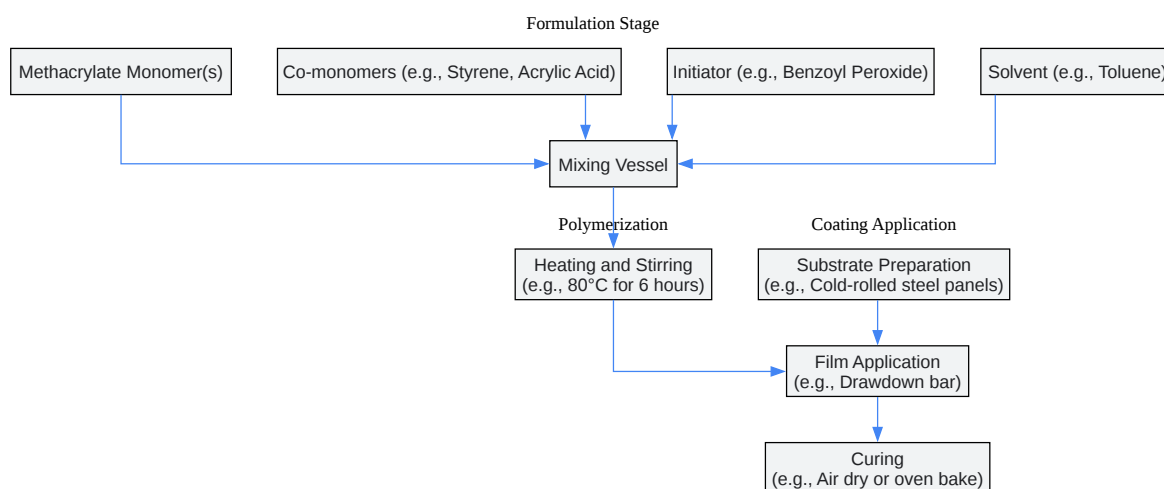 Formulation Stage
Methacrylate Monomer(s)
Co-monomers (e.g., Styrene, Acrylic Acid)
Initiator (e.g., Benzoyl Peroxide)
Solvent (e.g., Toluene)
Mixing Vessel
Polymerization
Coating Application
Heating and Stirring
(e.g., 80°C for 6 hours)
Substrate Preparation
(e.g., Cold-rolled steel panels)
Film Application
(e.g., Drawdown bar)
Curing
(e.g., Air dry or oven bake)